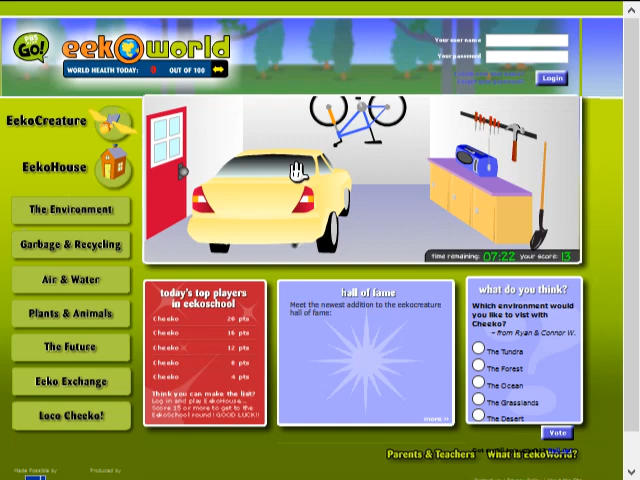 PBS KIDS GO!
eekoworld
WORLD HEALTH TODAY: 0 OUT OF 100
Your user name
Your password
Login
EekoCreature
EekoHouse
The Environment
Garbage & Recycling
Air & Water
Plants & Animals
The Future
Eeko Exchange
Loco Cheeko!
time remaining: 07:22 your score: 13
today's top players
in eekoschool
Cheeko 20 pts
Cheeko 16 pts
Cheeko 12 pts
Cheeko 8 pts
Cheeko 4 pts
Think you can make the list?
Log in and play EekoHouse...
Score 15 or more to get to the
EekoSchool round! GOOD LUCK!!
hall of fame
Meet the newest addition to the eekocreature
hall of fame:
more »
what do you think?
Which environment would
you like to vist with
Cheeko?
- from Ryan & Connor W.
The Tundra
The Forest
The Ocean
The Grasslands
The Desert
Vote
Parents & Teachers
What is EekoWorld?
Made Possible by
Produced by